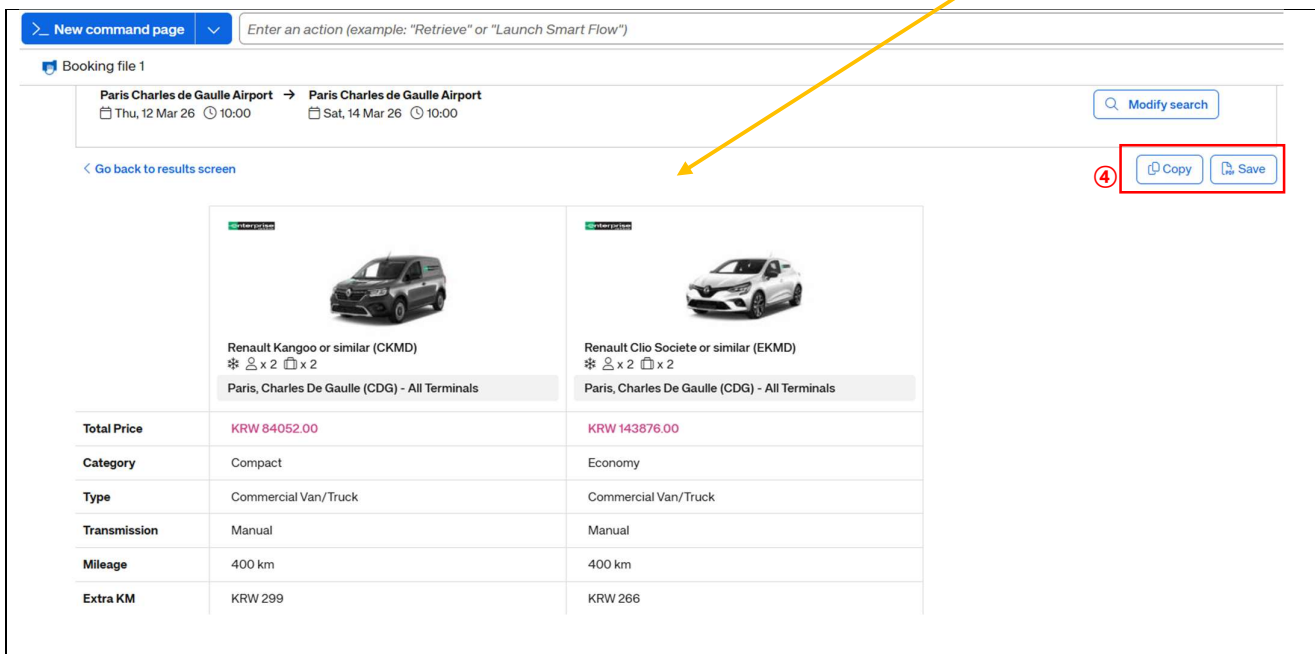 >_ New command page
Enter an action (example: "Retrieve" or "Launch Smart Flow")
Booking file 1
Paris Charles de Gaulle Airport → Paris Charles de Gaulle Airport
Thu, 12 Mar 26 10:00 Sat, 14 Mar 26 10:00
Modify search
< Go back to results screen
④
Copy
Save
enterprise enterprise
Renault Kangoo or similar (CKMD) Renault Clio Societe or similar (EKMD)
x 2 x 2 x 2 x 2
Paris, Charles De Gaulle (CDG) - All Terminals Paris, Charles De Gaulle (CDG) - All Terminals
Total Price KRW 84052.00 KRW 143876.00
Category Compact Economy
Type Commercial Van/Truck Commercial Van/Truck
Transmission Manual Manual
Mileage 400 km 400 km
Extra KM KRW 299 KRW 266